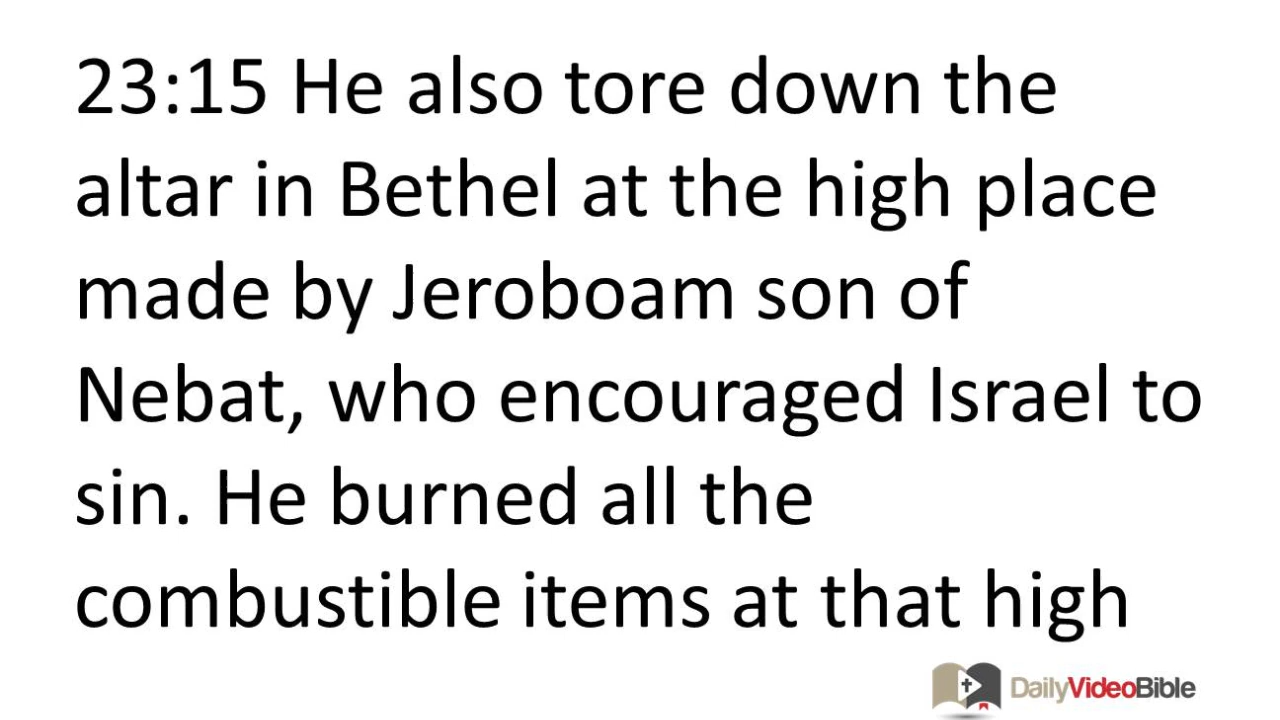 23:15 He also tore down the
altar in Bethel at the high place
made by Jeroboam son of
Nebat, who encouraged Israel to
sin. He burned all the
combustible items at that high
DailyVideoBible